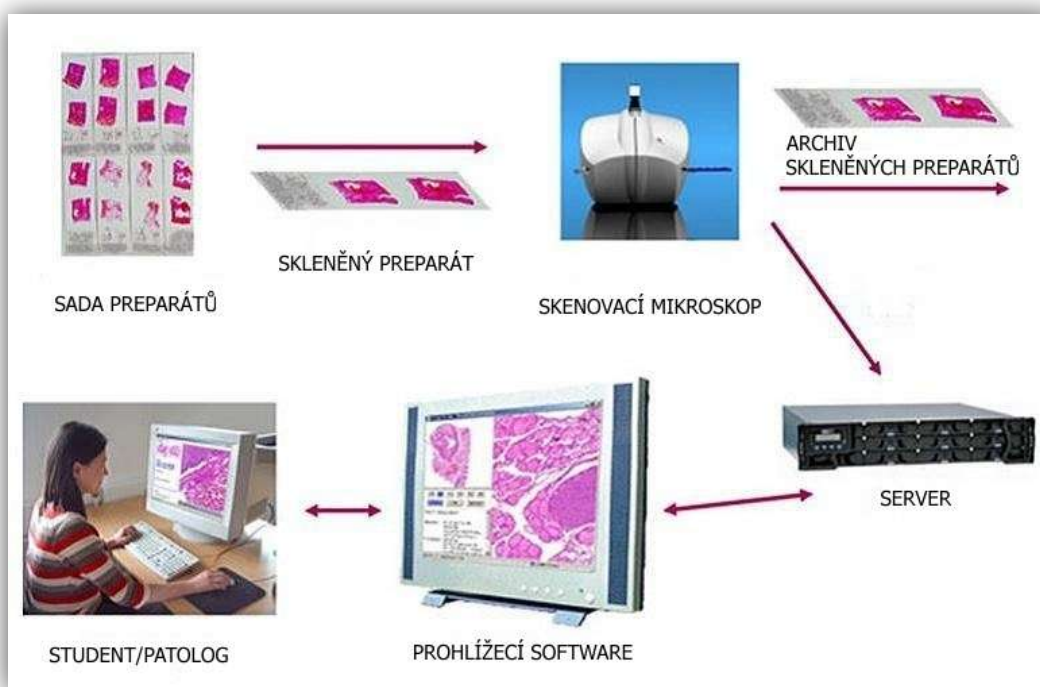 ARCHIV
SKLENĚNÝCH PREPARÁTŮ
SKLENĚNÝ PREPARÁT
SADA PREPARÁTŮ
SKENOVACÍ MIKROSKOP
SERVER
STUDENT/PATOLOG
PROHLÍŽECÍ SOFTWARE